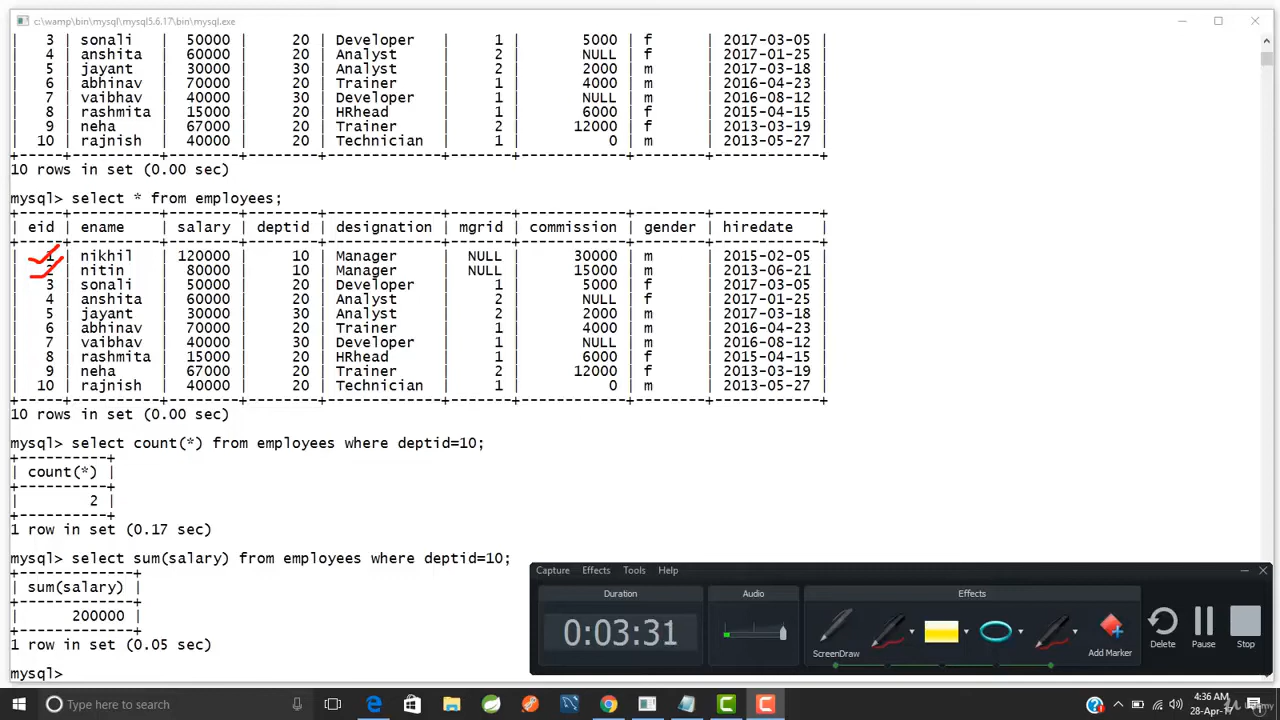 c:\wamp\bin\mysql\mysql5.6.17\bin\mysql.exe
| 3 | sonali | 50000 | 20 | Developer | 1 | 5000 | f | 2017-03-05 |
| 4 | anshita | 60000 | 20 | Analyst | 2 | NULL | f | 2017-01-25 |
| 5 | jayant | 30000 | 30 | Analyst | 2 | 2000 | m | 2017-03-18 |
| 6 | abhinav | 70000 | 20 | Trainer | 1 | 4000 | m | 2016-04-23 |
| 7 | vaibhav | 40000 | 30 | Developer | 1 | NULL | m | 2016-08-12 |
| 8 | rashmita | 15000 | 20 | HRhead | 1 | 6000 | f | 2015-04-15 |
| 9 | neha | 67000 | 20 | Trainer | 2 | 12000 | f | 2013-03-19 |
| 10 | rajnish | 40000 | 20 | Technician | 1 | 0 | m | 2013-05-27 |
10 rows in set (0.00 sec)
mysql> select * from employees;
| eid | ename | salary | deptid | designation | mgrid | commission | gender | hiredate |
| 1 | nikhil | 120000 | 10 | Manager | NULL | 30000 | m | 2015-02-05 |
| 2 | nitin | 80000 | 10 | Manager | NULL | 15000 | m | 2013-06-21 |
| 3 | sonali | 50000 | 20 | Developer | 1 | 5000 | f | 2017-03-05 |
| 4 | anshita | 60000 | 20 | Analyst | 2 | NULL | f | 2017-01-25 |
| 5 | jayant | 30000 | 30 | Analyst | 2 | 2000 | m | 2017-03-18 |
| 6 | abhinav | 70000 | 20 | Trainer | 1 | 4000 | m | 2016-04-23 |
| 7 | vaibhav | 40000 | 30 | Developer | 1 | NULL | m | 2016-08-12 |
| 8 | rashmita | 15000 | 20 | HRhead | 1 | 6000 | f | 2015-04-15 |
| 9 | neha | 67000 | 20 | Trainer | 2 | 12000 | f | 2013-03-19 |
| 10 | rajnish | 40000 | 20 | Technician | 1 | 0 | m | 2013-05-27 |
10 rows in set (0.00 sec)
mysql> select count(*) from employees where deptid=10;
| count(*) |
| 2 |
1 row in set (0.17 sec)
mysql> select sum(salary) from employees where deptid=10;
| sum(salary) |
| 200000 |
1 row in set (0.05 sec)
mysql>
Capture Effects Tools Help
Duration Audio Effects
0:03:31
ScreenDraw Add Marker Delete Pause Stop
Type here to search
4:36 AM
28-Apr-17
Udemy